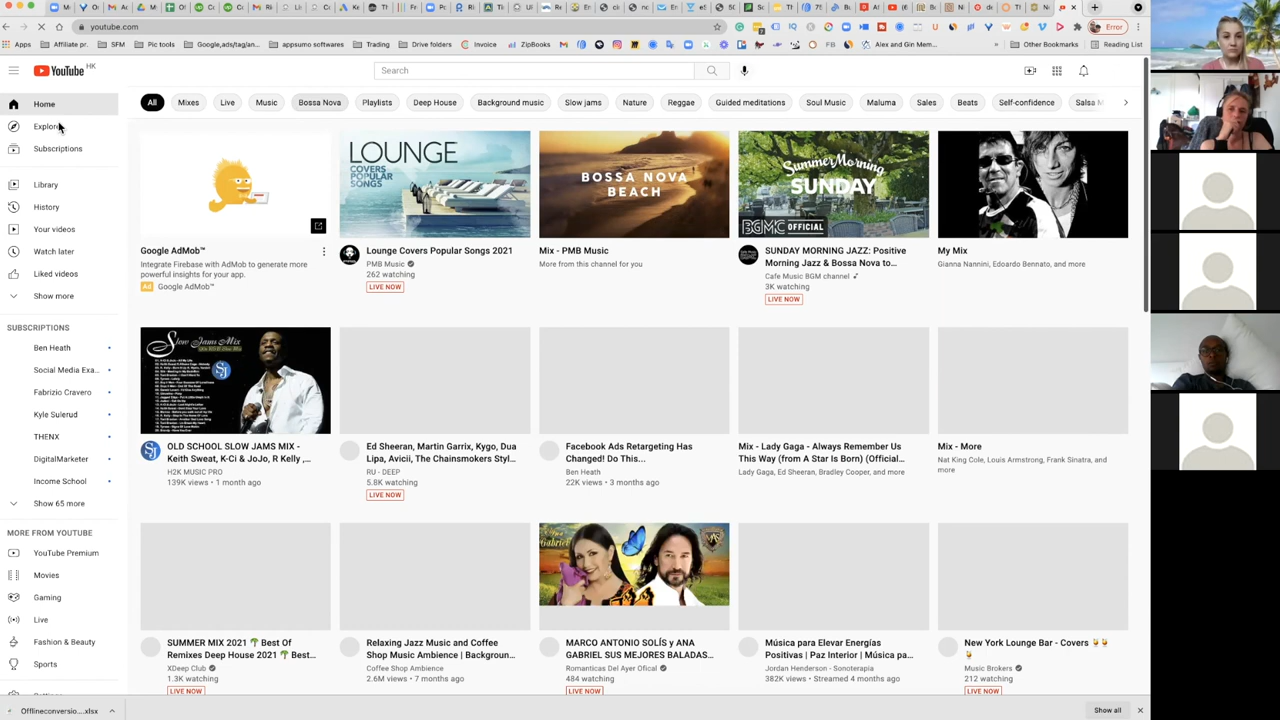 youtube.com
Error
Apps
Affiliate pr.
SFM
Pic tools
Google,ads/tag/an...
appsumo softwares
Trading
Drive folders
Invoice
ZipBooks
FB
Alex and Gin Mem...
»
Other Bookmarks
Reading List
YouTube HK
Search
Home
Explore
Subscriptions
Library
History
Your videos
Watch later
Liked videos
Show more
SUBSCRIPTIONS
Ben Heath
Social Media Exa...
Fabrizio Cravero
Kyle Sulerud
THENX
DigitalMarketer
Income School
Show 65 more
MORE FROM YOUTUBE
YouTube Premium
Movies
Gaming
Live
Fashion & Beauty
Sports
All
Mixes
Live
Music
Bossa Nova
Playlists
Deep House
Background music
Slow jams
Nature
Reggae
Guided meditations
Soul Music
Maluma
Sales
Beats
Self-confidence
Salsa M
LOUNGE
COVERS
POPULAR
SONGS
BOSSA NOVA
BEACH
Summer Morning
SUNDAY
BGMC OFFICIAL
Google AdMob™
Integrate Firebase with AdMob to generate more
powerful insights for your app.
Ad Google AdMob™
Lounge Covers Popular Songs 2021
PMB Music
262 watching
LIVE NOW
Mix - PMB Music
More from this channel for you
SUNDAY MORNING JAZZ: Positive
Morning Jazz & Bossa Nova to...
Cafe Music BGM channel
3K watching
LIVE NOW
My Mix
Gianna Nannini, Edoardo Bennato, and more
Slow Jams Mix
OLD SCHOOL SLOW JAMS MIX -
Keith Sweat, K-Ci & JoJo, R Kelly ,...
H2K MUSIC PRO
139K views • 1 month ago
Ed Sheeran, Martin Garrix, Kygo, Dua
Lipa, Avicii, The Chainsmokers Styl...
RU - DEEP
5.8K watching
LIVE NOW
Facebook Ads Retargeting Has
Changed! Do This...
Ben Heath
22K views • 3 months ago
Mix - Lady Gaga - Always Remember Us
This Way (from A Star Is Born) (Official...
Lady Gaga, Ed Sheeran, Bradley Cooper, and more
Mix - More
Nat King Cole, Louis Armstrong, Frank Sinatra, and
more
SUMMER MIX 2021 🌴 Best Of
Remixes Deep House 2021 🌴 Best...
XDeep Club
1.3K watching
LIVE NOW
Relaxing Jazz Music and Coffee
Shop Music Ambience | Backgroun...
Coffee Shop Ambience
2.6M views • 7 months ago
MARCO ANTONIO SOLÍS y ANA
GABRIEL SUS MEJORES BALADAS...
Romanticas Del Ayer Ofical
484 watching
LIVE NOW
Música para Elevar Energías
Positivas | Paz Interior | Música pa...
Jordan Henderson - Sonoterapia
382K views • Streamed 4 months ago
New York Lounge Bar - Covers
Music Brokers
212 watching
LIVE NOW
Offlineconversio....xlsx
Show all